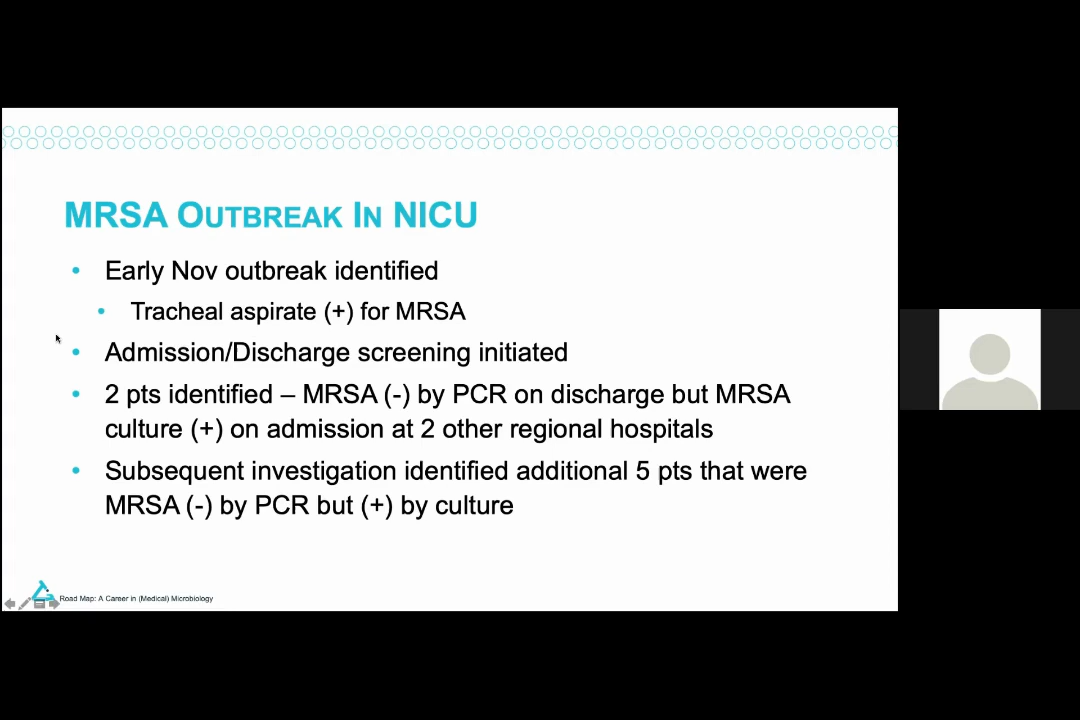 MRSA OUTBREAK IN NICU
• Early Nov outbreak identified
• Tracheal aspirate (+) for MRSA
• Admission/Discharge screening initiated
• 2 pts identified – MRSA (-) by PCR on discharge but MRSA
culture (+) on admission at 2 other regional hospitals
• Subsequent investigation identified additional 5 pts that were
MRSA (-) by PCR but (+) by culture
Road Map: A Career in (Medical) Microbiology